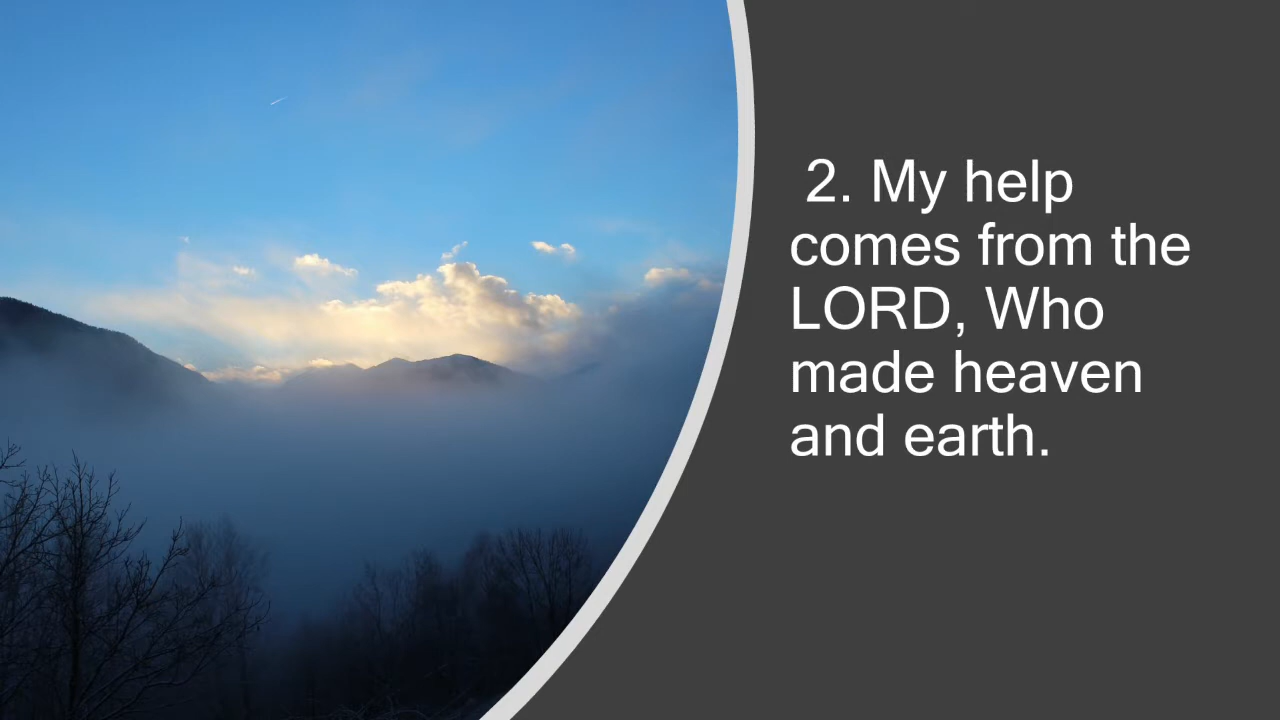 2. My help
comes from the
LORD, Who
made heaven
and earth.